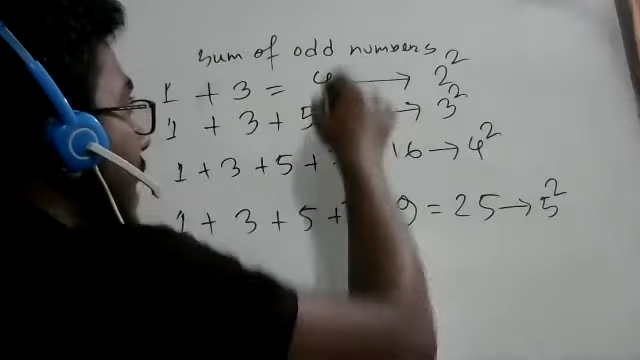 sum of odd numbers
1 + 3 = 4 → 2²
1 + 3 + 5 → 3²
1 + 3 + 5 + 16 → 4²
1 + 3 + 5 + 9 = 25 → 5²